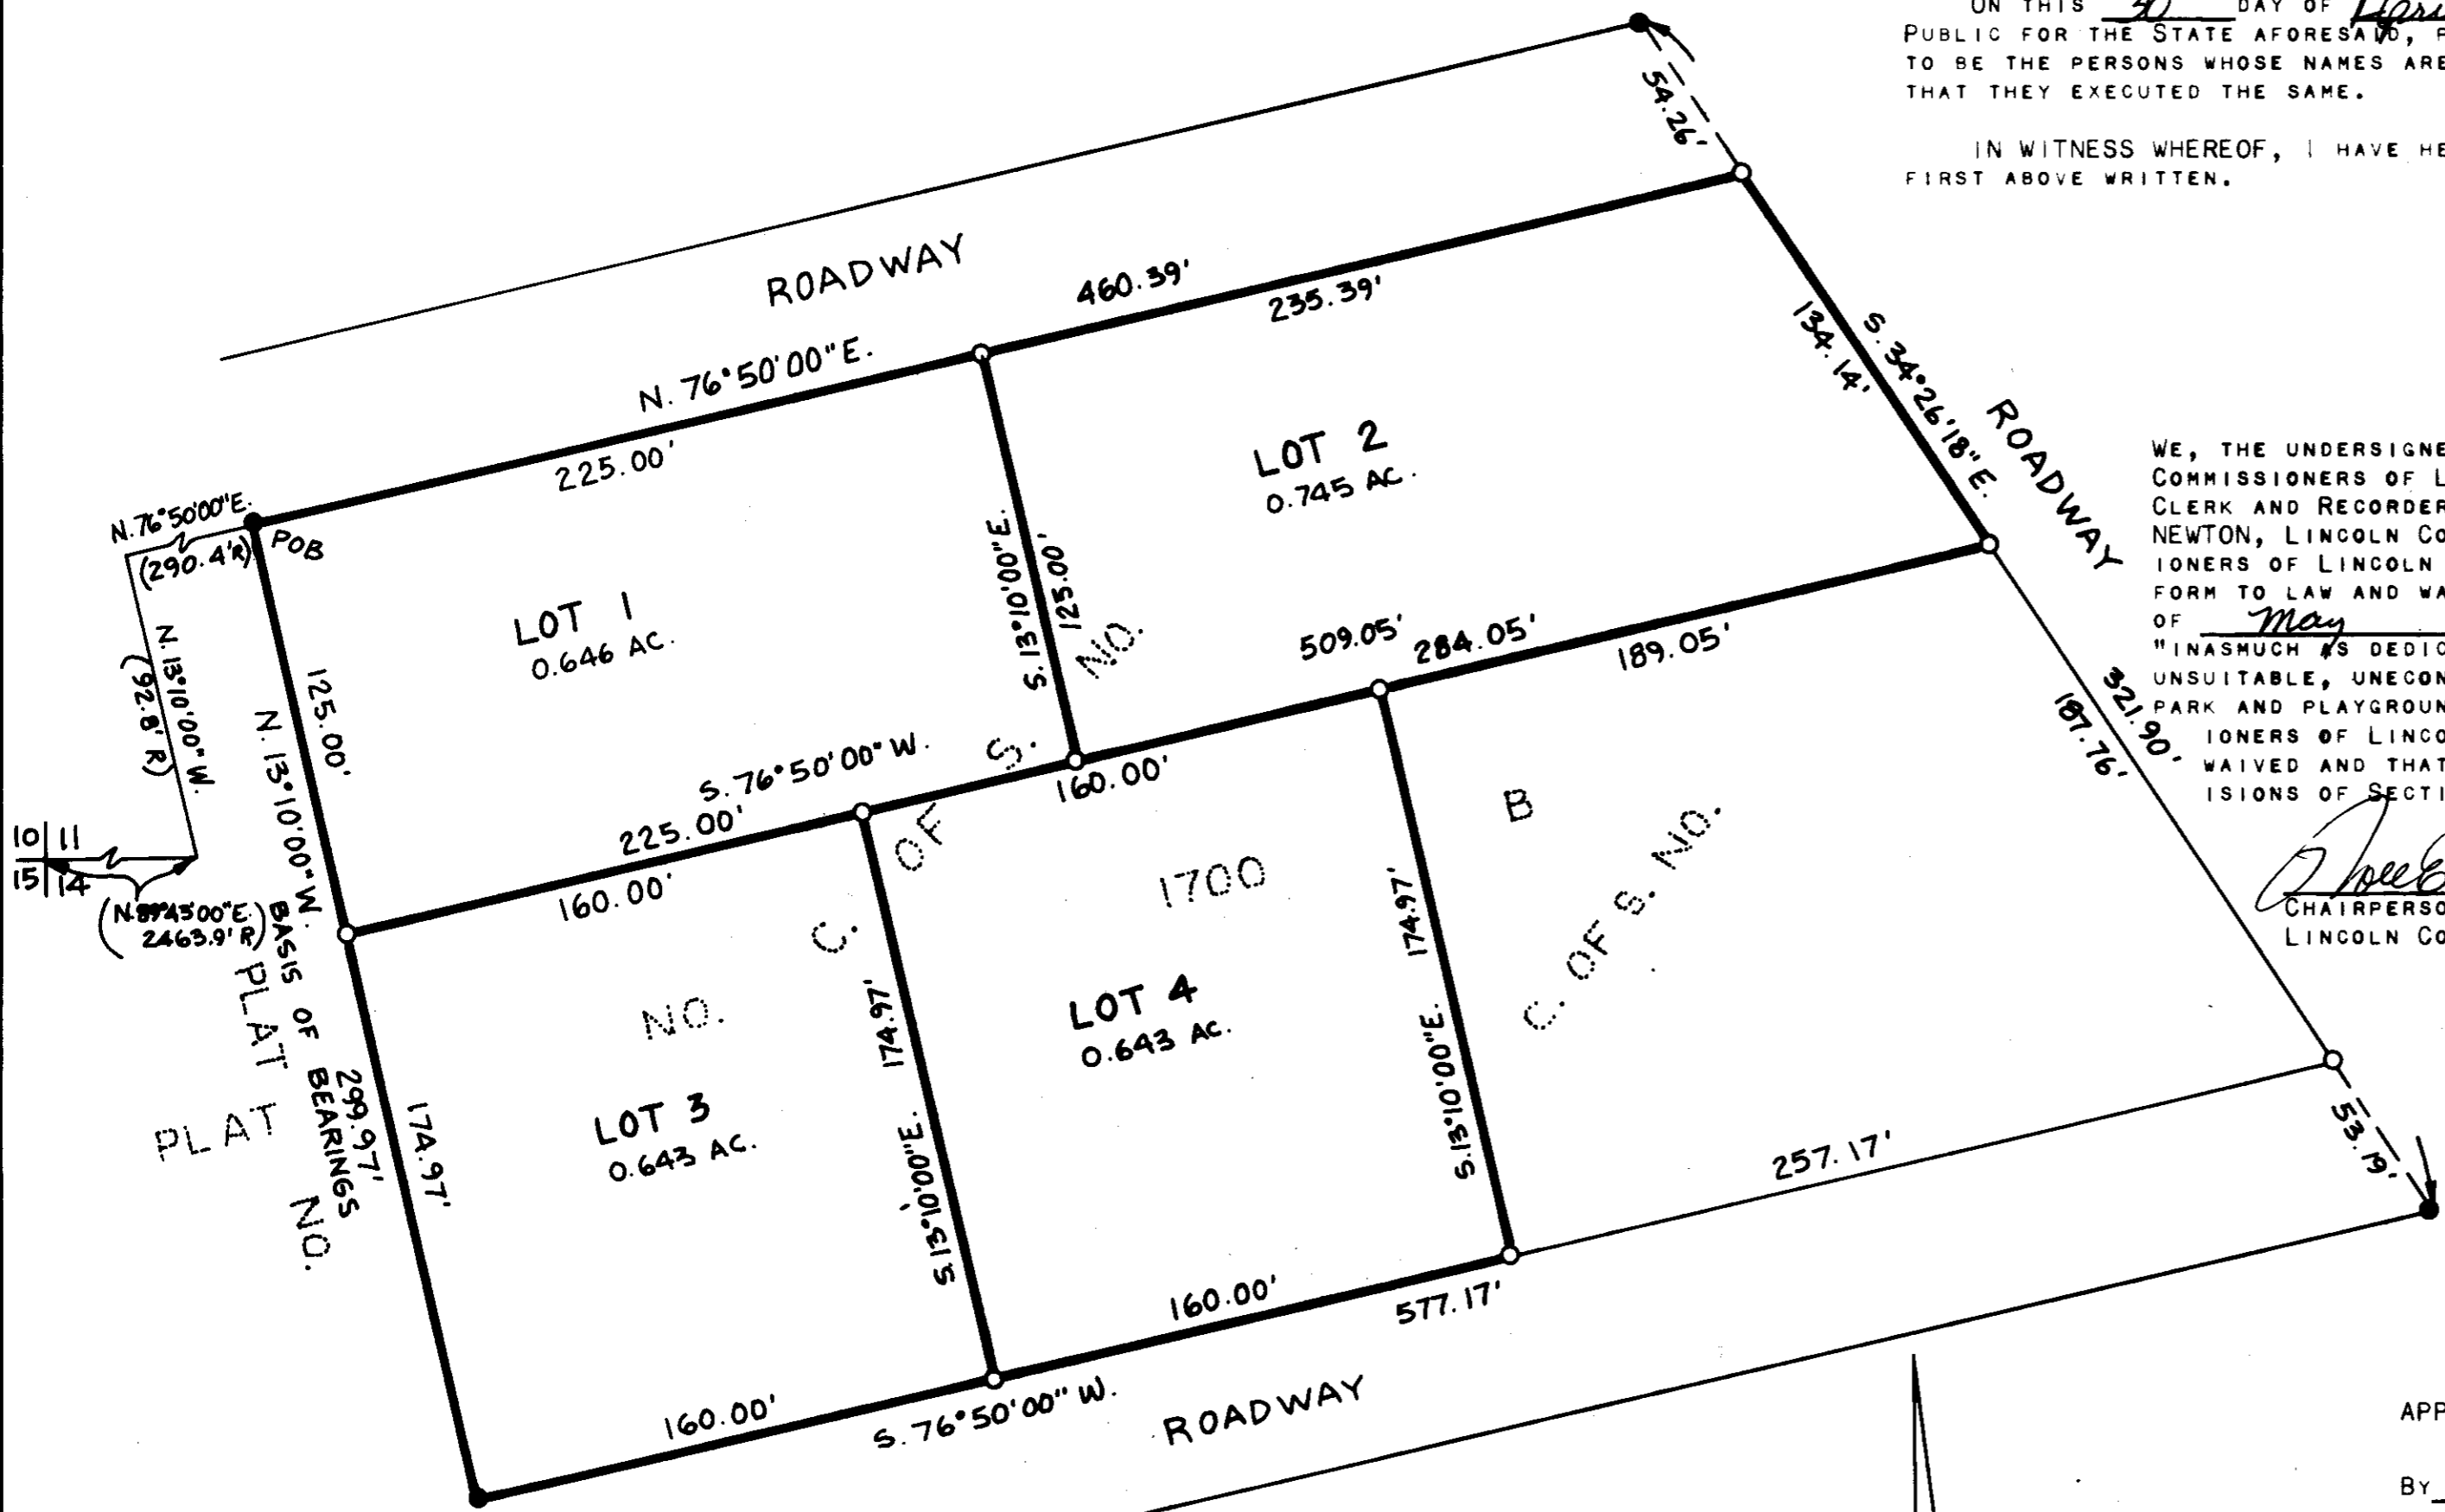 ON THIS 30 DAY OF
PUBLIC FOR THE STATE AFORESAID,
TO BE THE PERSONS WHOSE NAMES ARE
THAT THEY EXECUTED THE SAME.
IN WITNESS WHEREOF, I HAVE HE
FIRST ABOVE WRITTEN.
54.26'
ROADWAY
460.39'
235.39'
N. 76°50'00"E.
225.00'
134.14'
S. 34°26'18"E.
ROADWAY
LOT 2
0.745 AC.
N.76°50'00"E.
(290.4'R)
POB
N. 13°10'00"W.
(92.8' R)
LOT 1
0.646 AC.
S. 13°10'00"E.
125.00'
125.00'
N. 13°10'00"W.
BASIS OF BEARINGS
299.97'
WE, THE UNDERSIGNE
COMMISSIONERS OF L
CLERK AND RECORDER
NEWTON, LINCOLN CO
IONERS OF LINCOLN
FORM TO LAW AND WA
OF May
"INASMUCH AS DEDIC
UNSUITABLE, UNECON
PARK AND PLAYGROUN
IONERS OF LINCO
WAIVED AND THAT
ISIONS OF SECTI
CHAIRPERSO
LINCOLN CO
509.05'
284.05'
189.05'
321.90'
187.76'
S. 76°50'00"W.
225.00'
160.00'
160.00'
10 11
15 14
(N.89°45'00"E.)
2463.9' R)
C. OF S. NO.
1700
B
C. OF S. NO.
174.97'
S.13°10'00"E.
LOT 4
0.643 AC.
174.97'
S.13°10'00"E.
NO.
LOT 3
0.643 AC.
174.97'
PLAT
PLAT NO.
257.17'
53.79'
160.00'
577.17'
160.00'
S. 76°50'00" W.
ROADWAY
APP
BY